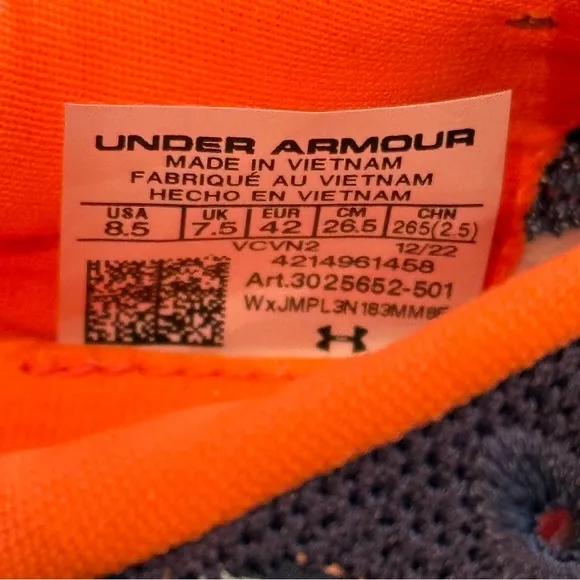 UNDER ARMOUR
MADE IN VIETNAM
FABRIQUÉ AU VIETNAM
HECHO EN VIETNAM
USA UK EUR CM CHN
8.5 7.5 42 26.5 265(2.5)
VCVN2 12/22
4214961458
Art.3025652-501